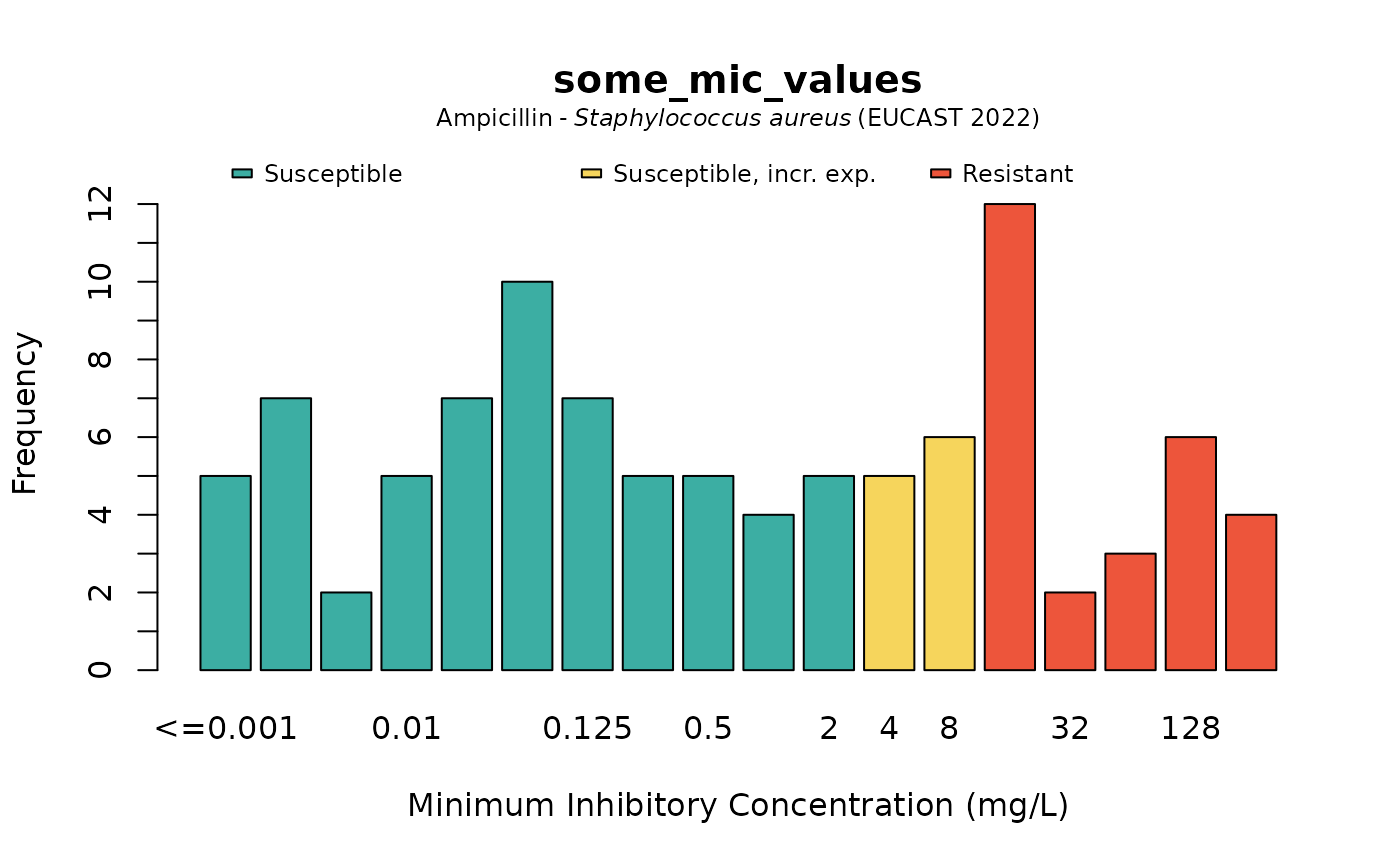 some_mic_values
Ampicillin - Staphylococcus aureus (EUCAST 2022)
Susceptible
Susceptible, incr. exp.
Resistant
Frequency
12
10
8
6
4
2
0
<=0.001 0.01 0.125 0.5 2 4 8 32 128
Minimum Inhibitory Concentration (mg/L)